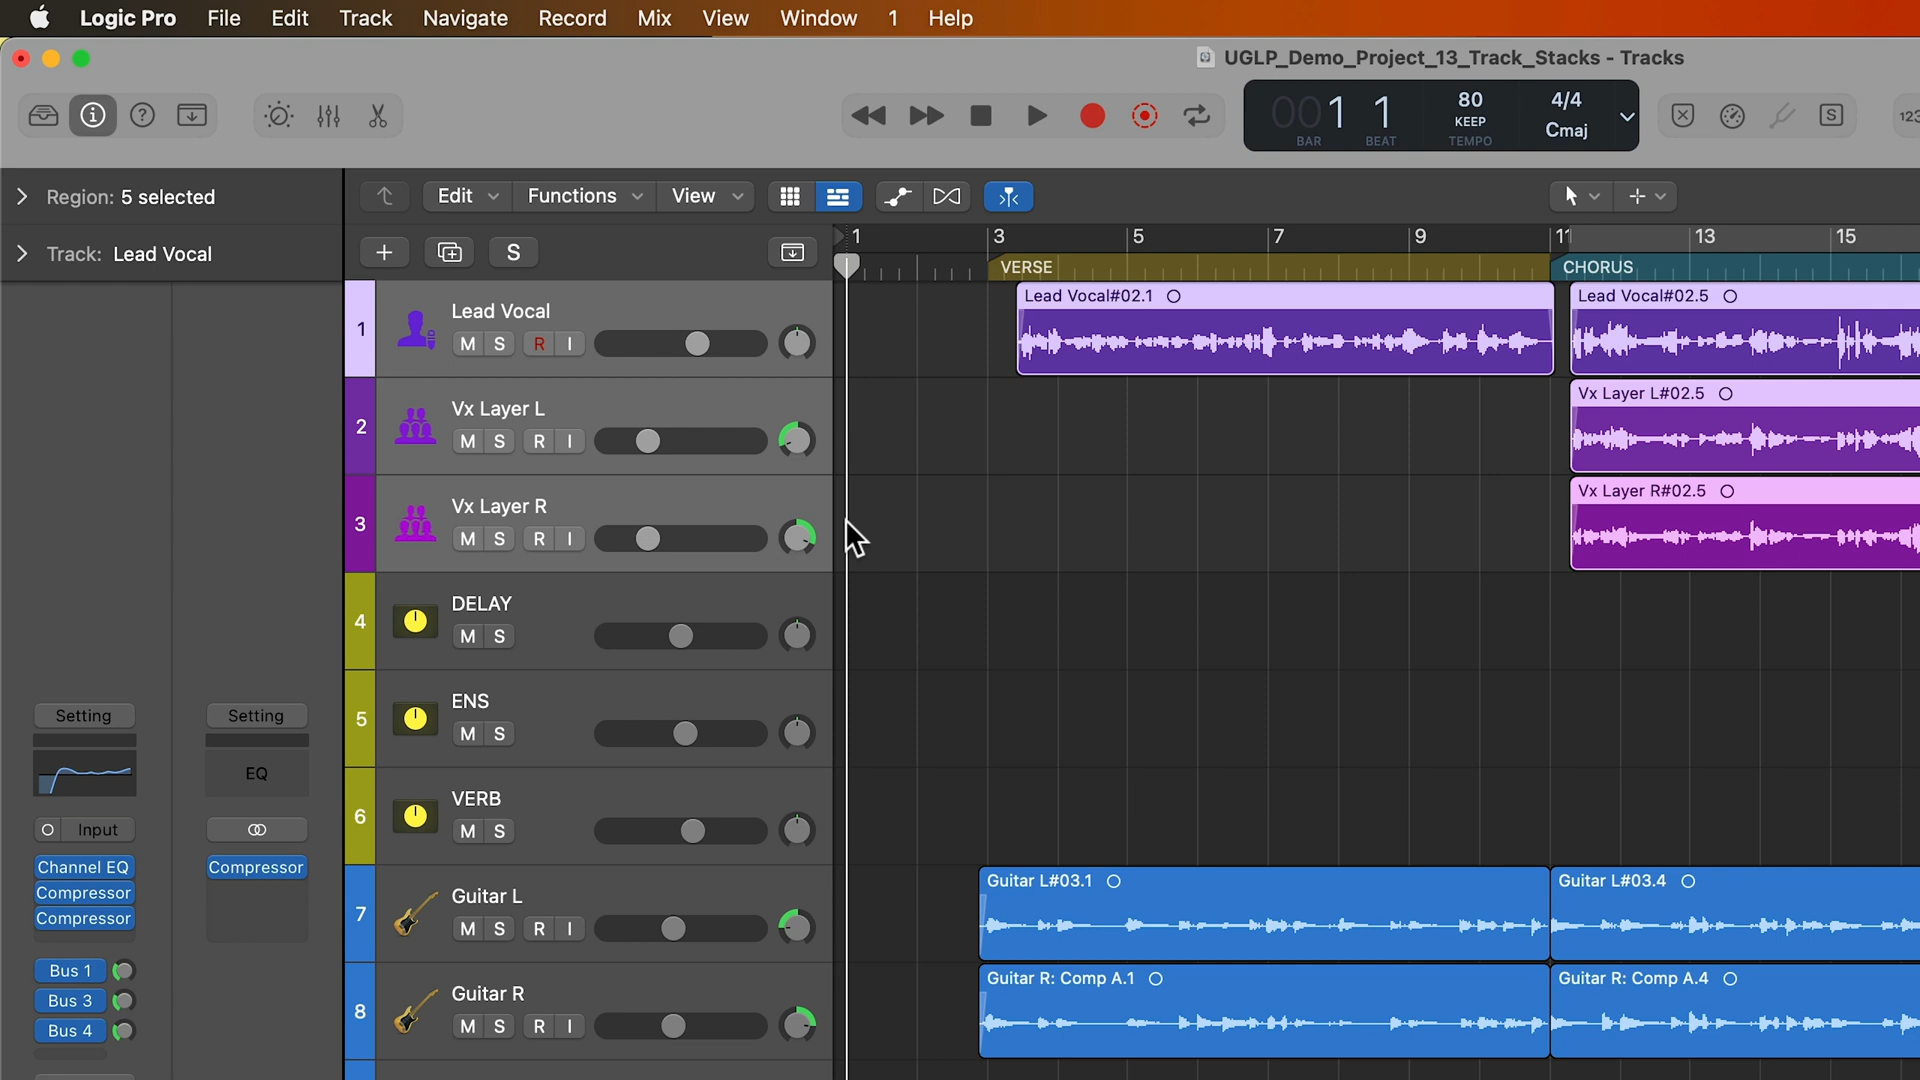 Logic Pro File Edit Track Navigate Record Mix View Window 1 Help
UGLP_Demo_Project_13_Track_Stacks - Tracks
001 1 80 4/4
KEEP Cmaj
BAR BEAT TEMPO
S
Region: 5 selected
Edit Functions View
Track: Lead Vocal
S
1 3 5 7 9 11 13 15
VERSE CHORUS
1 Lead Vocal
M S R I
Lead Vocal#02.1 Lead Vocal#02.5
2 Vx Layer L
M S R I
Vx Layer L#02.5
3 Vx Layer R
M S R I
Vx Layer R#02.5
4 DELAY
M S
5 ENS
M S
6 VERB
M S
7 Guitar L
M S R I
Guitar L#03.1 Guitar L#03.4
8 Guitar R
M S R I
Guitar R: Comp A.1 Guitar R: Comp A.4
Setting Setting
EQ
Input
Channel EQ Compressor
Compressor
Compressor
Bus 1
Bus 3
Bus 4